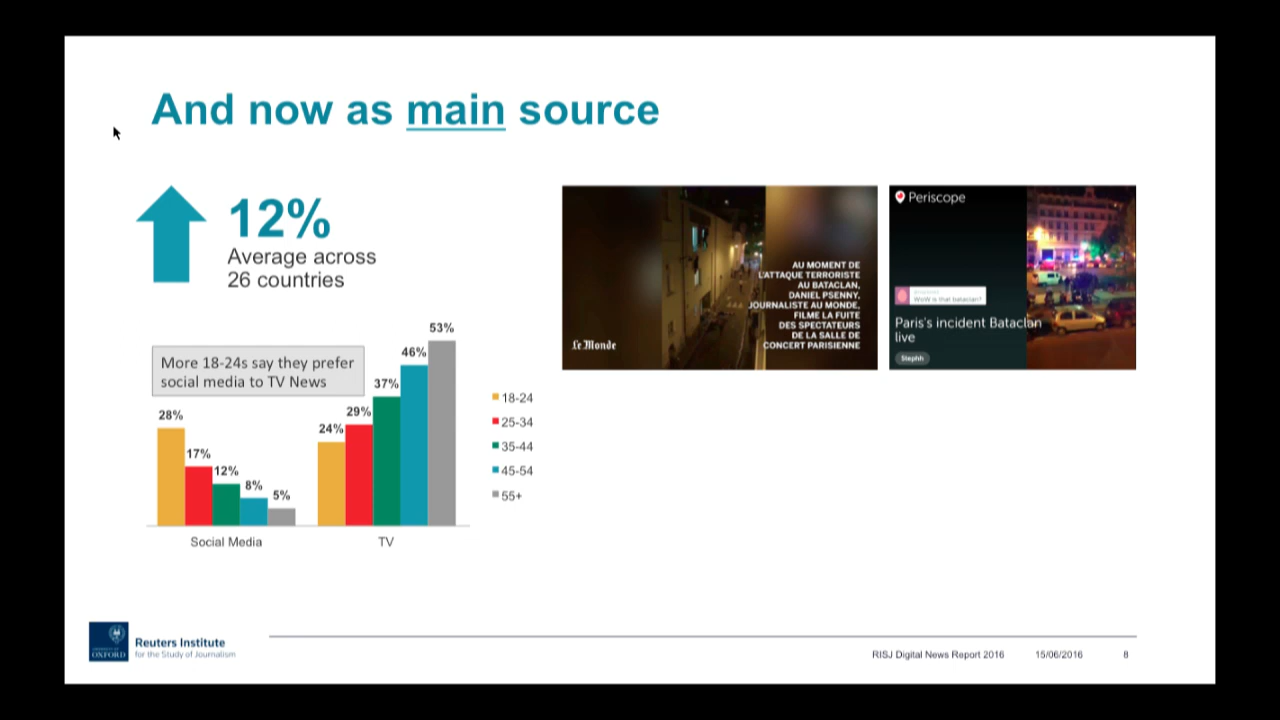 And now as main source
12%
Average across
26 countries
More 18-24s say they prefer
social media to TV News
28%
17%
12%
8%
5%
24%
29%
37%
46%
53%
Social Media
TV
18-24
25-34
35-44
45-54
55+
AU MOMENT DE
L'ATTAQUE TERRORISTE
AU BATACLAN,
DANIEL PSENNY,
JOURNALISTE AU MONDE,
FILME LA FUITE
DES SPECTATEURS
DE LA SALLE DE
CONCERT PARISIENNE
Le Monde
Periscope
WoW is that bataclan?
Paris's incident Bataclan
live
Stephh
UNIVERSITY OF
OXFORD
Reuters Institute
for the Study of Journalism
RISJ Digital News Report 2016
15/06/2016
8